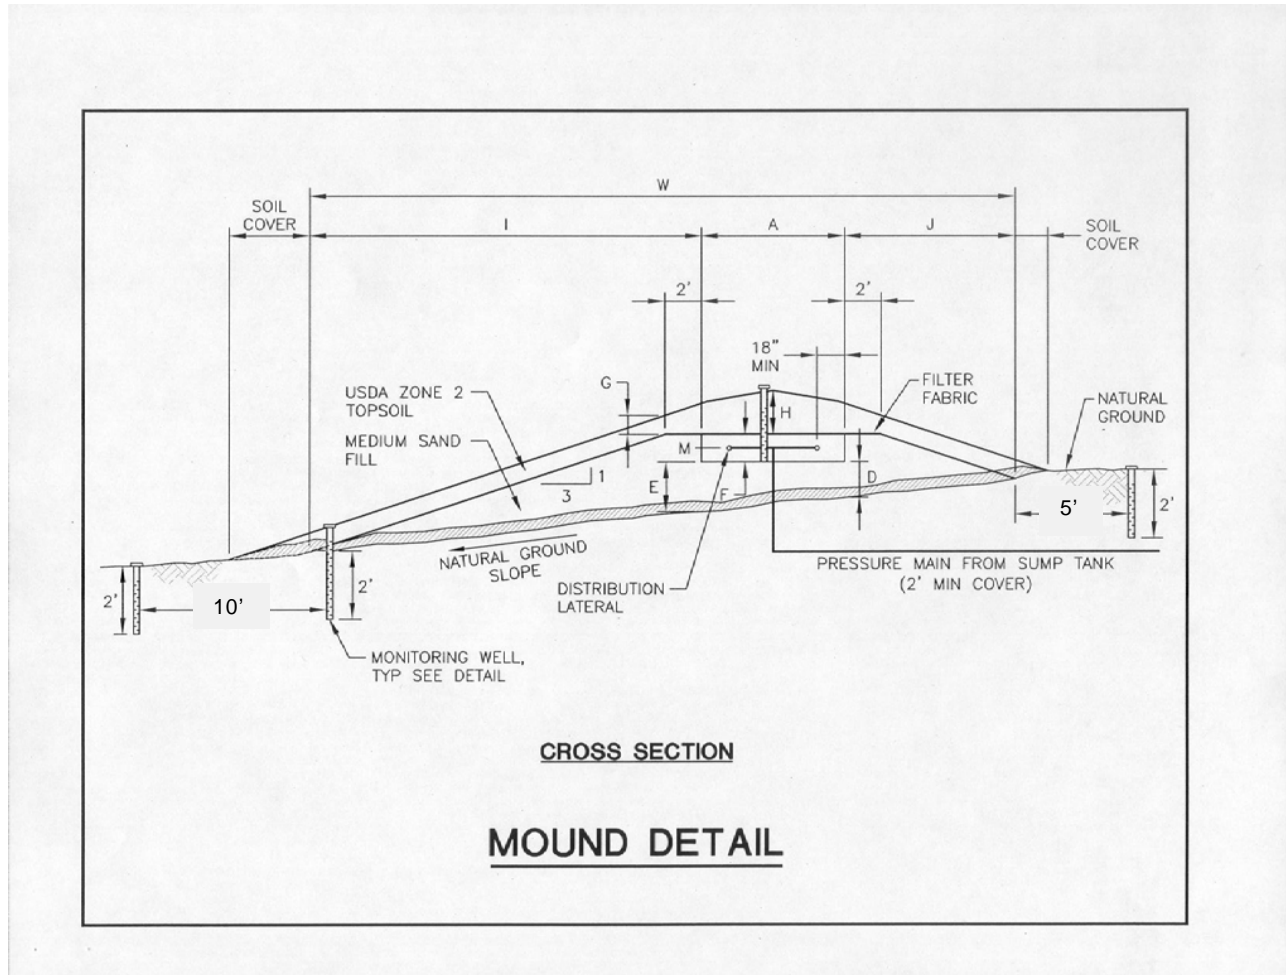 W
SOIL
COVER
I
A
J
SOIL
COVER
2'
2'
18"
MIN
G
USDA ZONE 2
TOPSOIL
FILTER
FABRIC
NATURAL
GROUND
H
MEDIUM SAND
FILL
M
1
3
E
F
D
5'
2'
NATURAL GROUND
SLOPE
PRESSURE MAIN FROM SUMP TANK
(2' MIN COVER)
DISTRIBUTION
LATERAL
2'
10'
2'
MONITORING WELL,
TYP SEE DETAIL
CROSS SECTION
MOUND DETAIL